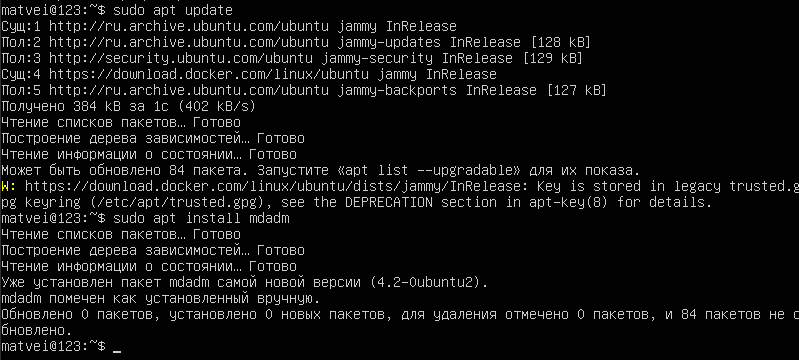 matvei@123:~$ sudo apt update
Сущ:1 http://ru.archive.ubuntu.com/ubuntu jammy InRelease
Пол:2 http://ru.archive.ubuntu.com/ubuntu jammy-updates InRelease [128 kB]
Пол:3 http://security.ubuntu.com/ubuntu jammy-security InRelease [129 kB]
Сущ:4 https://download.docker.com/linux/ubuntu jammy InRelease
Пол:5 http://ru.archive.ubuntu.com/ubuntu jammy-backports InRelease [127 kB]
Получено 384 kB за 1с (402 kB/s)
Чтение списков пакетов… Готово
Построение дерева зависимостей… Готово
Чтение информации о состоянии… Готово
Может быть обновлено 84 пакета. Запустите «apt list --upgradable» для их показа.
W: https://download.docker.com/linux/ubuntu/dists/jammy/InRelease: Key is stored in legacy trusted.g
pg keyring (/etc/apt/trusted.gpg), see the DEPRECATION section in apt-key(8) for details.
matvei@123:~$ sudo apt install mdadm
Чтение списков пакетов… Готово
Построение дерева зависимостей… Готово
Чтение информации о состоянии… Готово
Уже установлен пакет mdadm самой новой версии (4.2-0ubuntu2).
mdadm помечен как установленный вручную.
Обновлено 0 пакетов, установлено 0 новых пакетов, для удаления отмечено 0 пакетов, и 84 пакетов не о
бновлено.
matvei@123:~$ _